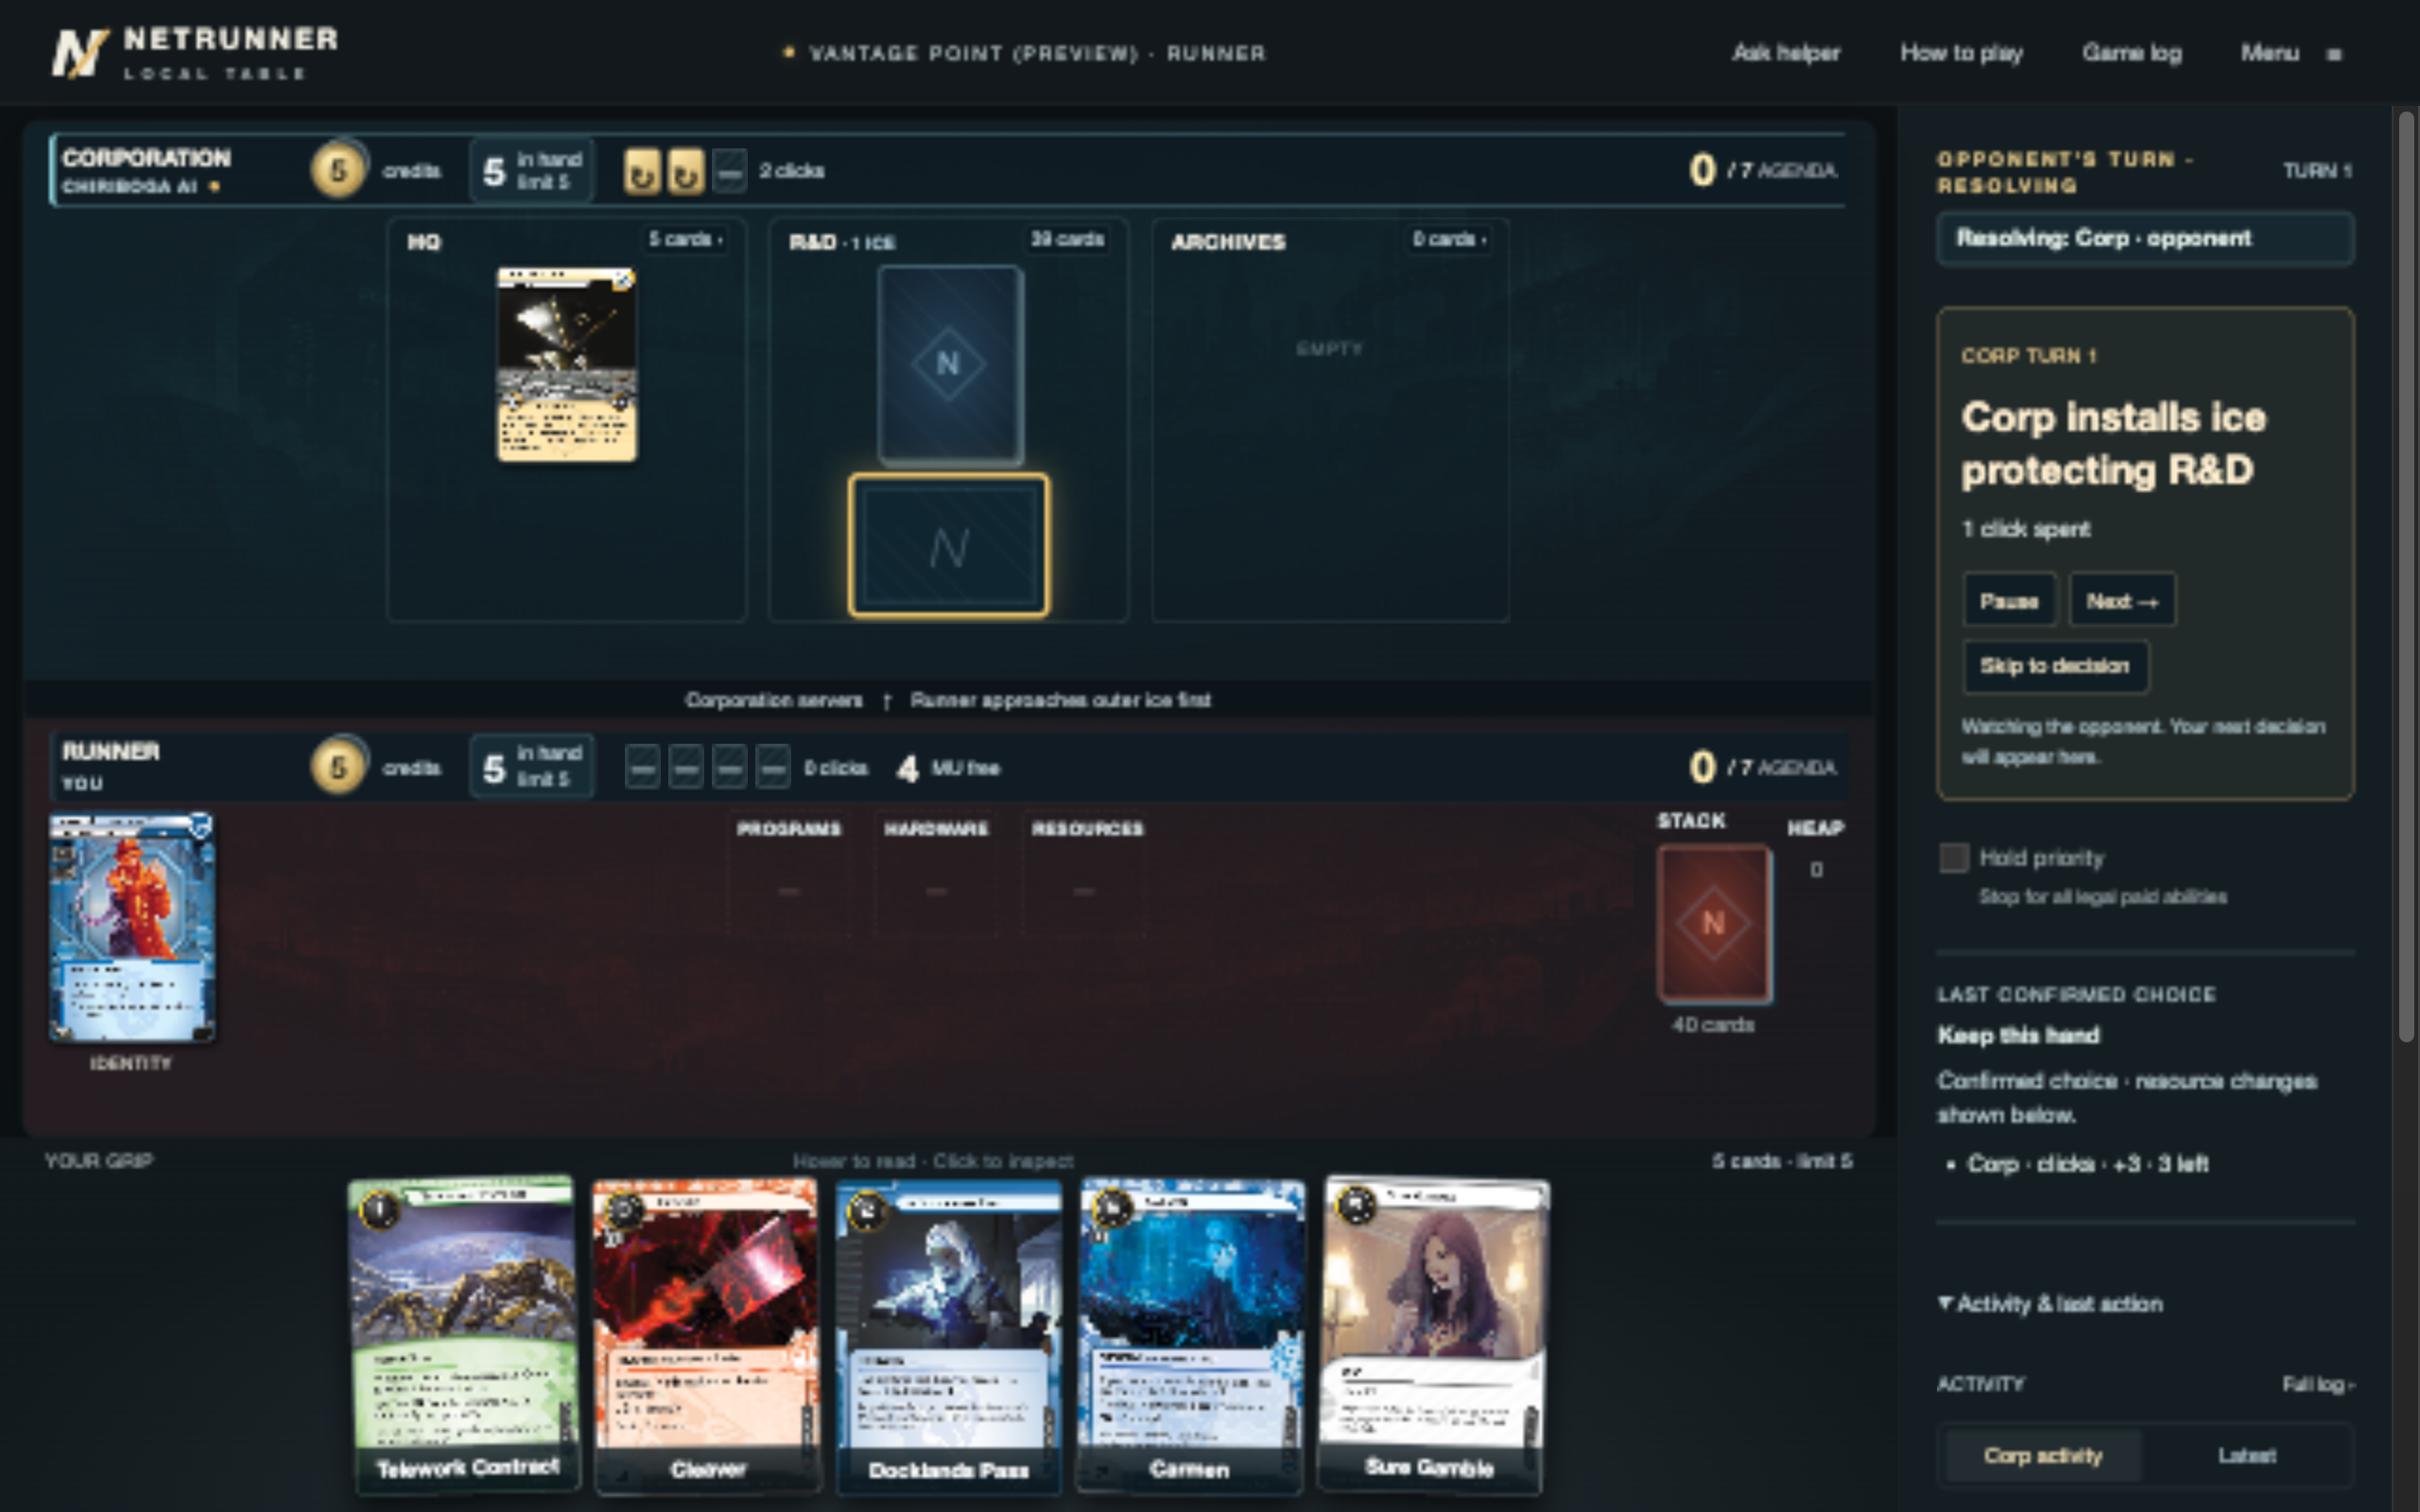 NETRUNNER
LOCAL TABLE
VANTAGE POINT (PREVIEW) · RUNNER
Ask helper
How to play
Game log
Menu ≡
CORPORATION
CHIRIBOGA AI
5 credits
5 in hand
limit 5
2 clicks
0 / 7 AGENDA
HQ
5 cards ›
R&D · 1 ICE
39 cards
ARCHIVES
0 cards ›
N
EMPTY
N
Corporation servers ↑ Runner approaches outer ice first
RUNNER
YOU
5 credits
5 in hand
limit 5
0 clicks
4 MU free
0 / 7 AGENDA
IDENTITY
PROGRAMS
—
HARDWARE
—
RESOURCES
—
STACK
N
40 cards
HEAP
0
YOUR GRIP
Hover to read · Click to inspect
5 cards · limit 5
Telework Contract
Cleaver
Docklands Pass
Carmen
Sure Gamble
OPPONENT'S TURN -
RESOLVING
TURN 1
Resolving: Corp · opponent
CORP TURN 1
Corp installs ice
protecting R&D
1 click spent
Pause
Next →
Skip to decision
Watching the opponent. Your next decision
will appear here.
Hold priority
Stop for all legal paid abilities
LAST CONFIRMED CHOICE
Keep this hand
Confirmed choice · resource changes
shown below.
• Corp · clicks · +3 · 3 left
▼ Activity & last action
ACTIVITY
Full log ›
Corp activity
Latest